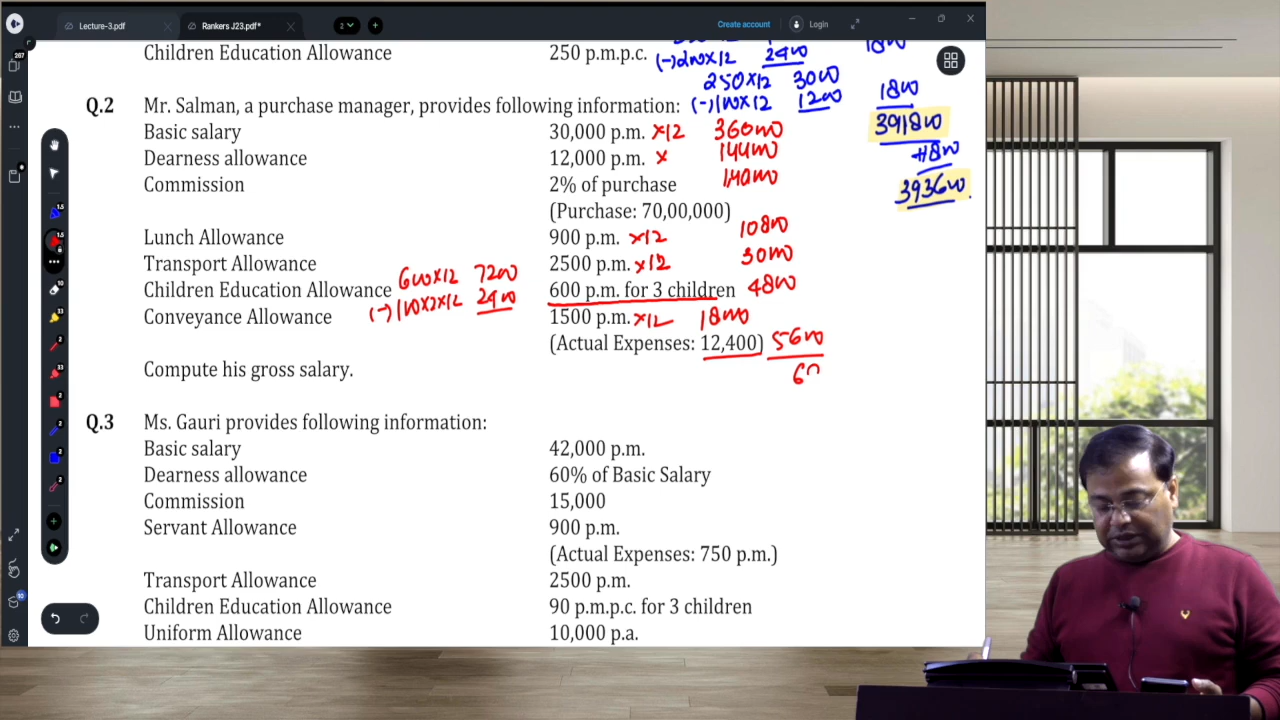 Lecture-3.pdf
Rankers J23.pdf*
2
Create account
Login
Children Education Allowance 250 p.m.p.c. (-)200×12 2400
250×12 3000
(-)100×12 1200 1800
391800
1800
393600
Q.2 Mr. Salman, a purchase manager, provides following information:
Basic salary 30,000 p.m. ×12 360000
Dearness allowance 12,000 p.m. × 144000
Commission 2% of purchase 140000
(Purchase: 70,00,000)
Lunch Allowance 900 p.m. ×12 10800
Transport Allowance 2500 p.m. ×12 30000
600×12 7200
Children Education Allowance 600 p.m. for 3 children 4800
(-)100×2×12 2400
Conveyance Allowance 1500 p.m. ×12 18000
(Actual Expenses: 12,400) 5600
Compute his gross salary.
Q.3 Ms. Gauri provides following information:
Basic salary 42,000 p.m.
Dearness allowance 60% of Basic Salary
Commission 15,000
Servant Allowance 900 p.m.
(Actual Expenses: 750 p.m.)
Transport Allowance 2500 p.m.
Children Education Allowance 90 p.m.p.c. for 3 children
Uniform Allowance 10,000 p.a.